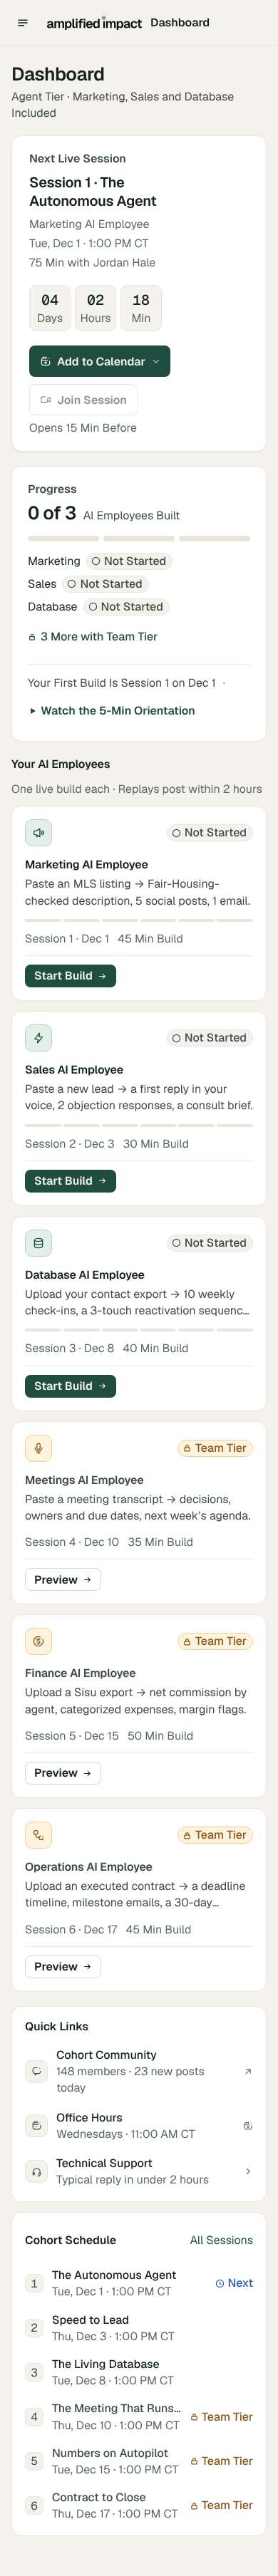 amplified impact Dashboard
Dashboard
Agent Tier · Marketing, Sales and Database
Included
Next Live Session
Session 1 · The
Autonomous Agent
Marketing AI Employee
Tue, Dec 1 · 1:00 PM CT
75 Min with Jordan Hale
04 02 18
Days Hours Min
Add to Calendar
Join Session
Opens 15 Min Before
Progress
0 of 3 AI Employees Built
Marketing Not Started
Sales Not Started
Database Not Started
3 More with Team Tier
Your First Build Is Session 1 on Dec 1 ·
Watch the 5-Min Orientation
Your AI Employees
One live build each · Replays post within 2 hours
Not Started
Marketing AI Employee
Paste an MLS listing → Fair-Housing-
checked description, 5 social posts, 1 email.
Session 1 · Dec 1 45 Min Build
Start Build →
Not Started
Sales AI Employee
Paste a new lead → a first reply in your
voice, 2 objection responses, a consult brief.
Session 2 · Dec 3 30 Min Build
Start Build →
Not Started
Database AI Employee
Upload your contact export → 10 weekly
check-ins, a 3-touch reactivation sequenc...
Session 3 · Dec 8 40 Min Build
Start Build →
Team Tier
Meetings AI Employee
Paste a meeting transcript → decisions,
owners and due dates, next week's agenda.
Session 4 · Dec 10 35 Min Build
Preview →
Team Tier
Finance AI Employee
Upload a Sisu export → net commission by
agent, categorized expenses, margin flags.
Session 5 · Dec 15 50 Min Build
Preview →
Team Tier
Operations AI Employee
Upload an executed contract → a deadline
timeline, milestone emails, a 30-day...
Session 6 · Dec 17 45 Min Build
Preview →
Quick Links
Cohort Community
148 members · 23 new posts
today
Office Hours
Wednesdays · 11:00 AM CT
Technical Support
Typical reply in under 2 hours
Cohort Schedule All Sessions
1 The Autonomous Agent
Tue, Dec 1 · 1:00 PM CT Next
2 Speed to Lead
Thu, Dec 3 · 1:00 PM CT
3 The Living Database
Tue, Dec 8 · 1:00 PM CT
4 The Meeting That Runs...
Thu, Dec 10 · 1:00 PM CT Team Tier
5 Numbers on Autopilot
Tue, Dec 15 · 1:00 PM CT Team Tier
6 Contract to Close
Thu, Dec 17 · 1:00 PM CT Team Tier